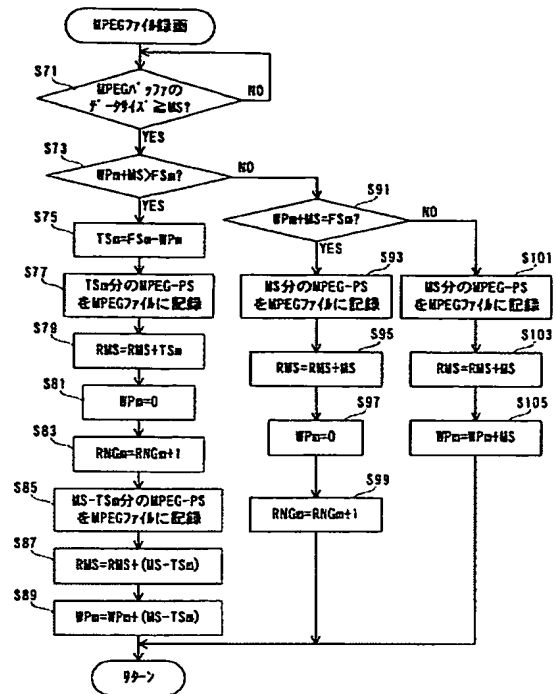 MPEGファイル録画
S71
MPEGバッファの
データサイズ≧MS?
NO
YES
S73
WPm+MS>FSm?
NO
YES
S75
TSm=FSm-WPm
S77
TSm分のMPEG-PS
をMPEGファイルに記録
S79
RMS=RMS+TSm
S81
WPm=0
S83
RNGm=RNGm+1
S85
MS-TSm分のMPEG-PS
をMPEGファイルに記録
S87
RMS=RMS+(MS-TSm)
S89
WPm=WPm+(MS-TSm)
S91
WPm+MS=FSm?
NO
YES
S93
MS分のMPEG-PS
をMPEGファイルに記録
S95
RMS=RMS+MS
S97
WPm=0
S99
RNGm=RNGm+1
S101
MS分のMPEG-PS
をMPEGファイルに記録
S103
RMS=RMS+MS
S105
WPm=WPm+MS
リターン